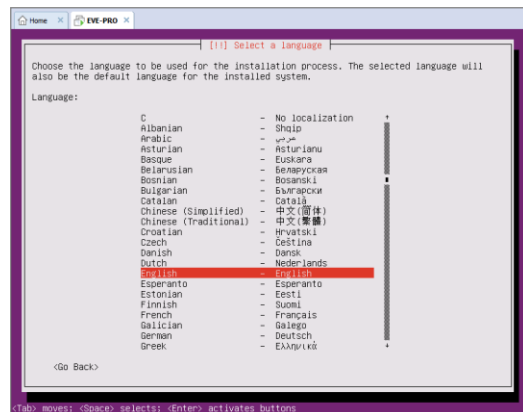 Home × EVE-PRO ×
[!!] Select a language
Choose the language to be used for the installation process. The selected language will
also be the default language for the installed system.
Language:
C - No localization
Albanian - Shqip
Arabic - عربي
Asturian - Asturianu
Basque - Euskara
Belarusian - Беларуская
Bosnian - Bosanski
Bulgarian - Български
Catalan - Català
Chinese (Simplified) - 中文(简体)
Chinese (Traditional) - 中文(繁體)
Croatian - Hrvatski
Czech - Čeština
Danish - Dansk
Dutch - Nederlands
English - English
Esperanto - Esperanto
Estonian - Eesti
Finnish - Suomi
French - Français
Galician - Galego
German - Deutsch
Greek - Ελληνικά
<Go Back>
<Tab> moves; <Space> selects; <Enter> activates buttons